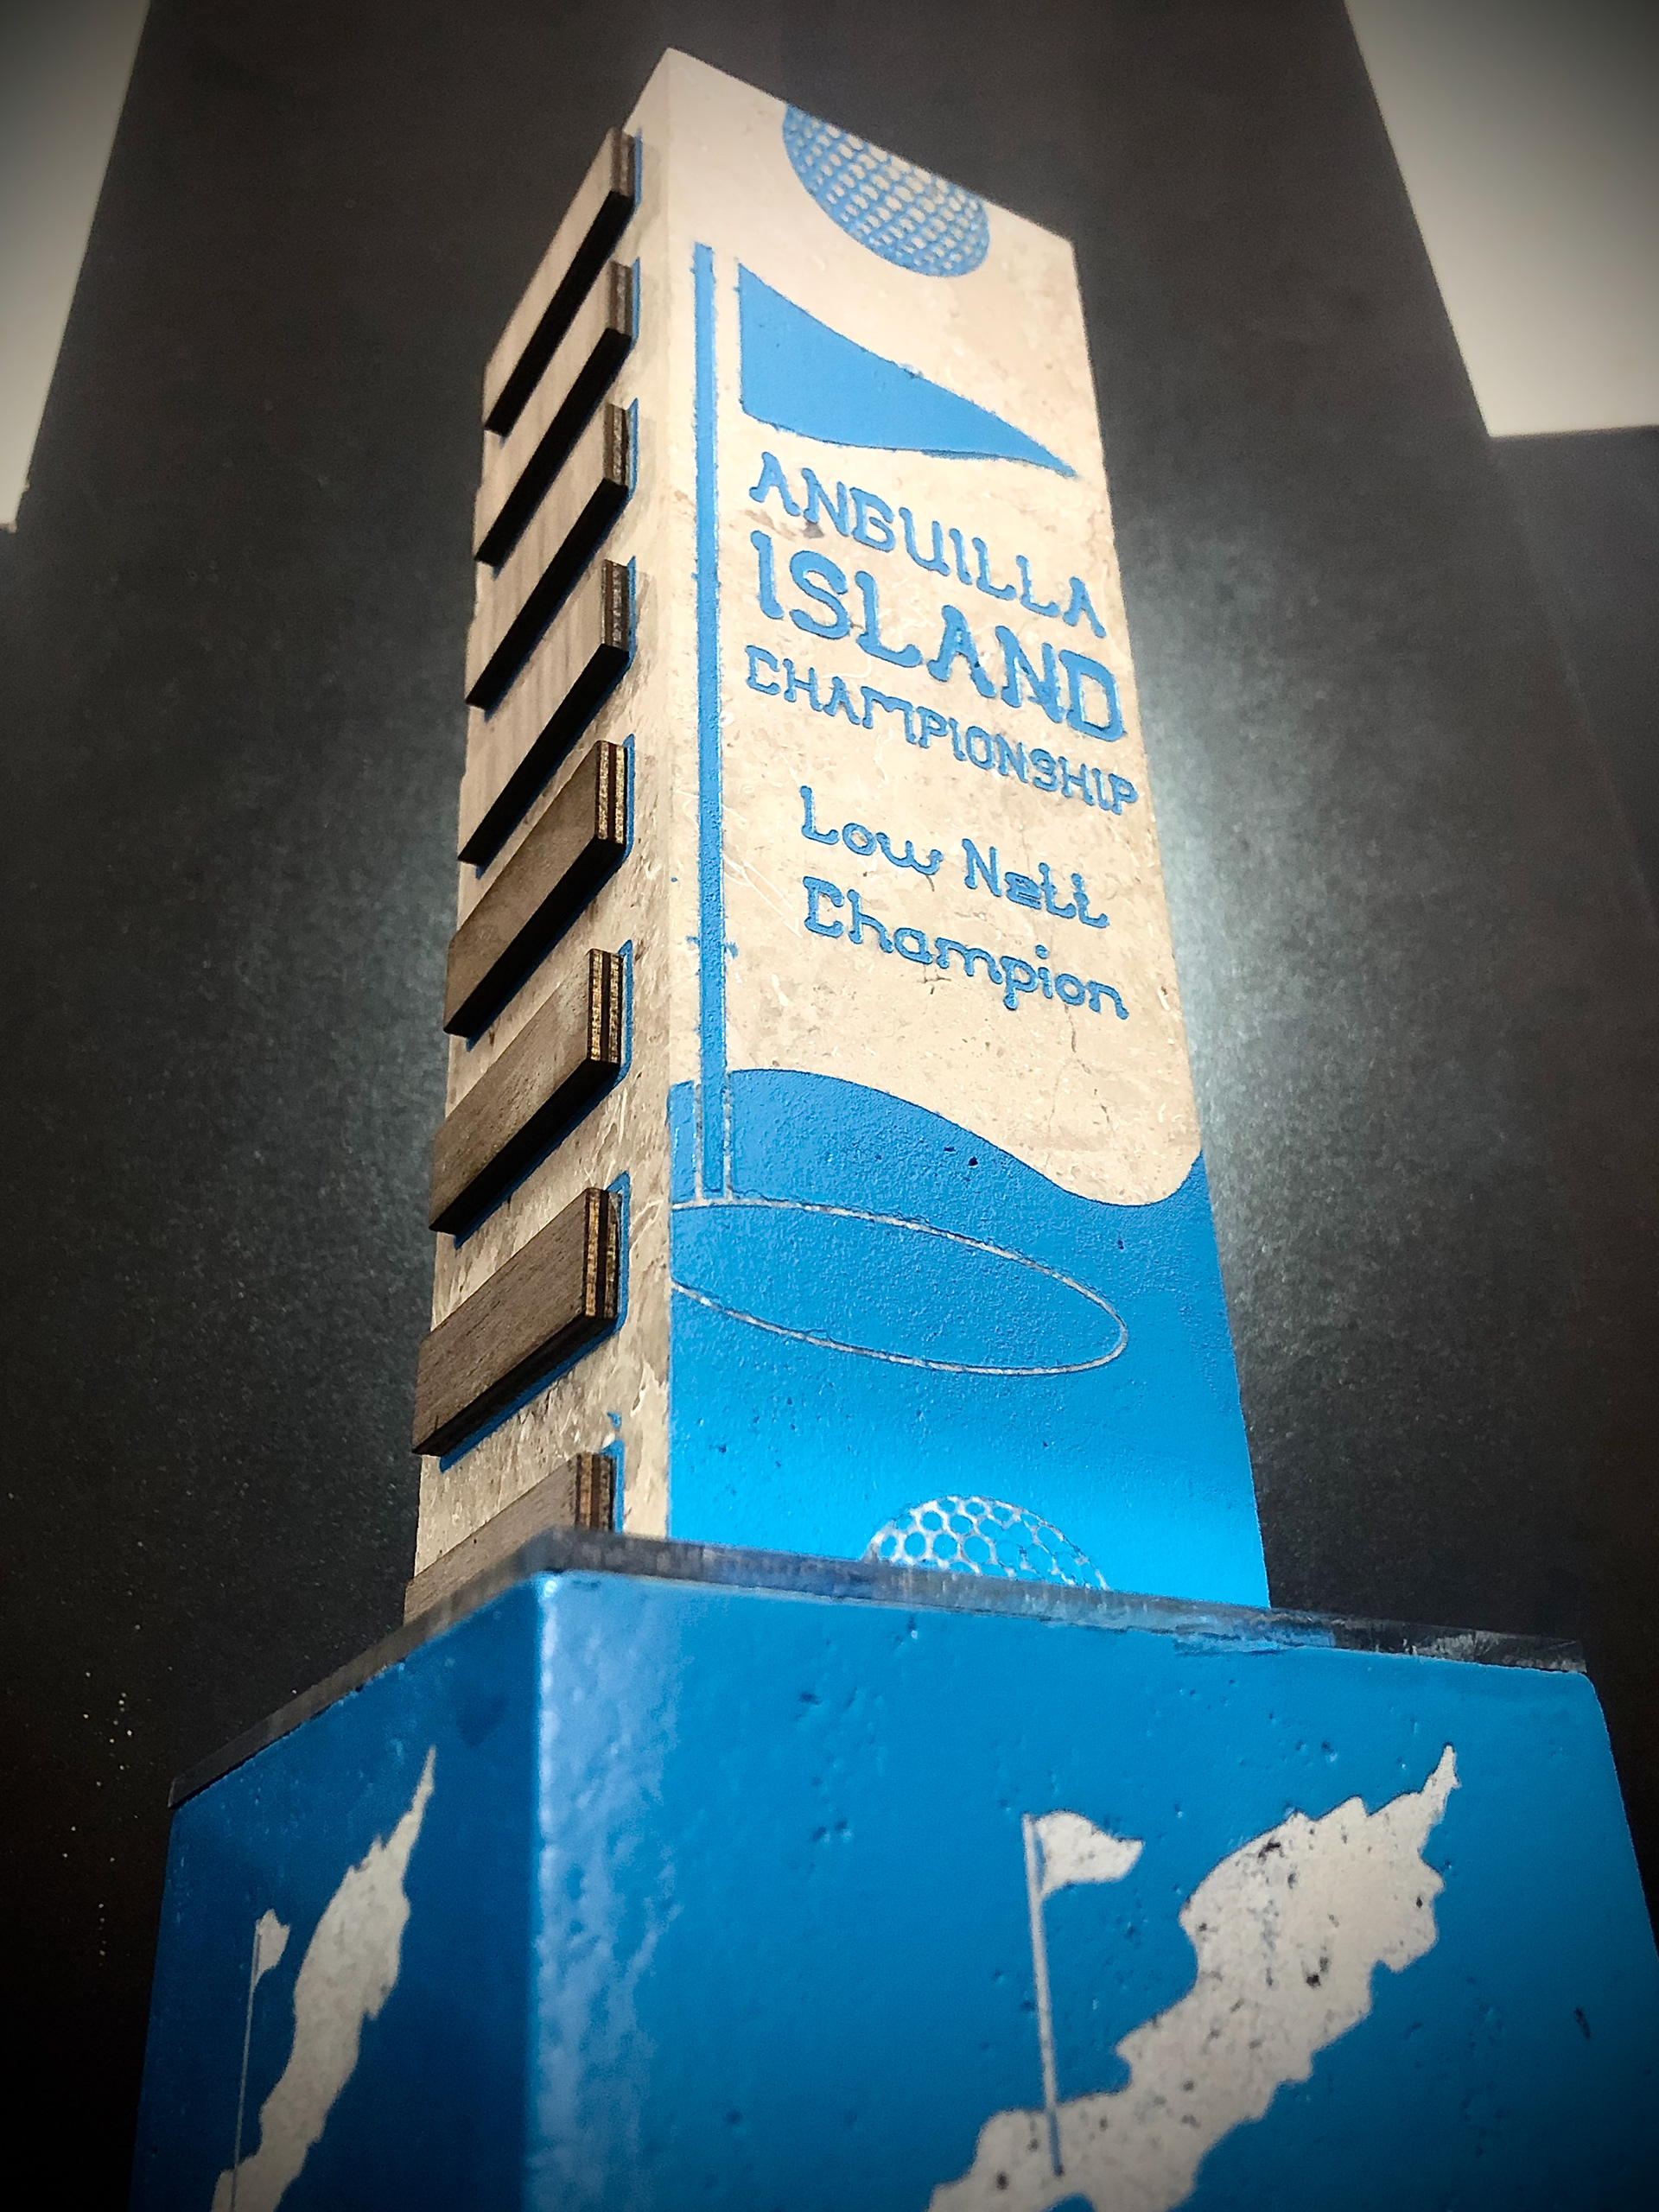 ANGUILLA
ISLAND
CHAMPIONSHIP
Low Nett
Champion